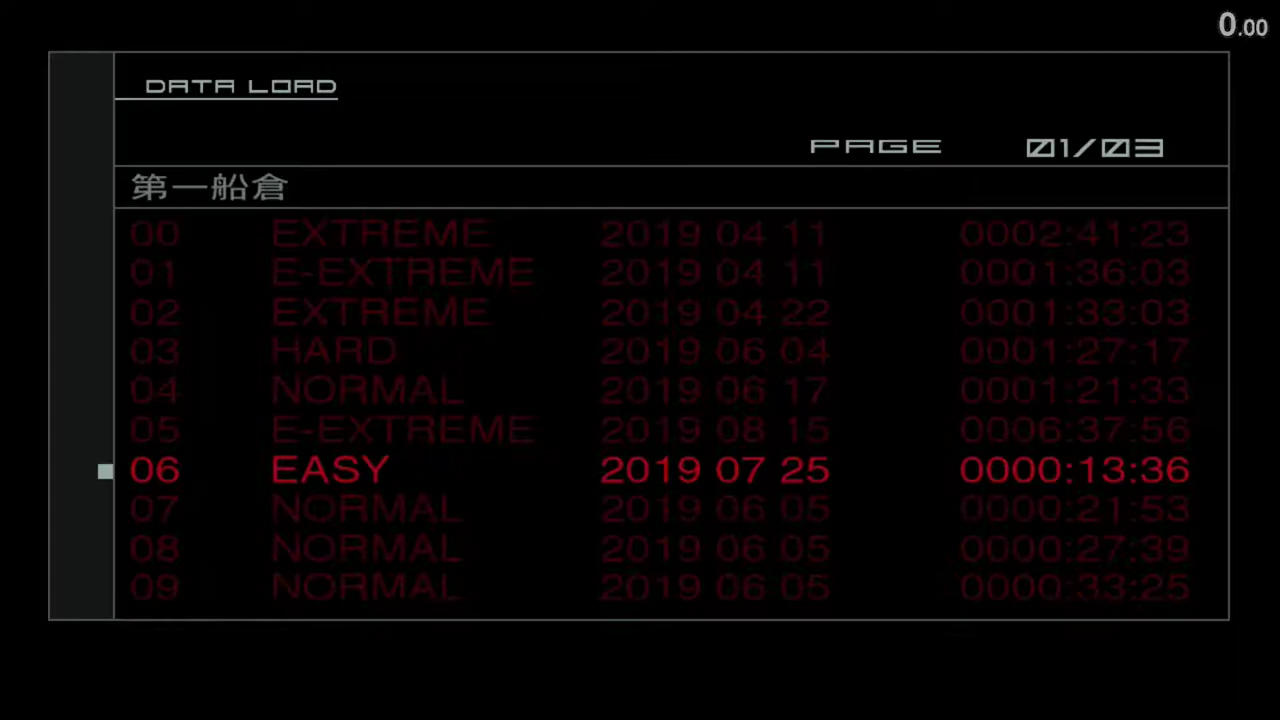 0.00
DATA LOAD
PAGE 01/03
第一船倉
00 EXTREME 2019 04 11 0002:41:23
01 E-EXTREME 2019 04 11 0001:36:03
02 EXTREME 2019 04 22 0001:33:03
03 HARD 2019 06 04 0001:27:17
04 NORMAL 2019 06 17 0001:21:33
05 E-EXTREME 2019 08 15 0006:37:56
06 EASY 2019 07 25 0000:13:36
07 NORMAL 2019 06 05 0000:21:53
08 NORMAL 2019 06 05 0000:27:39
09 NORMAL 2019 06 05 0000:33:25